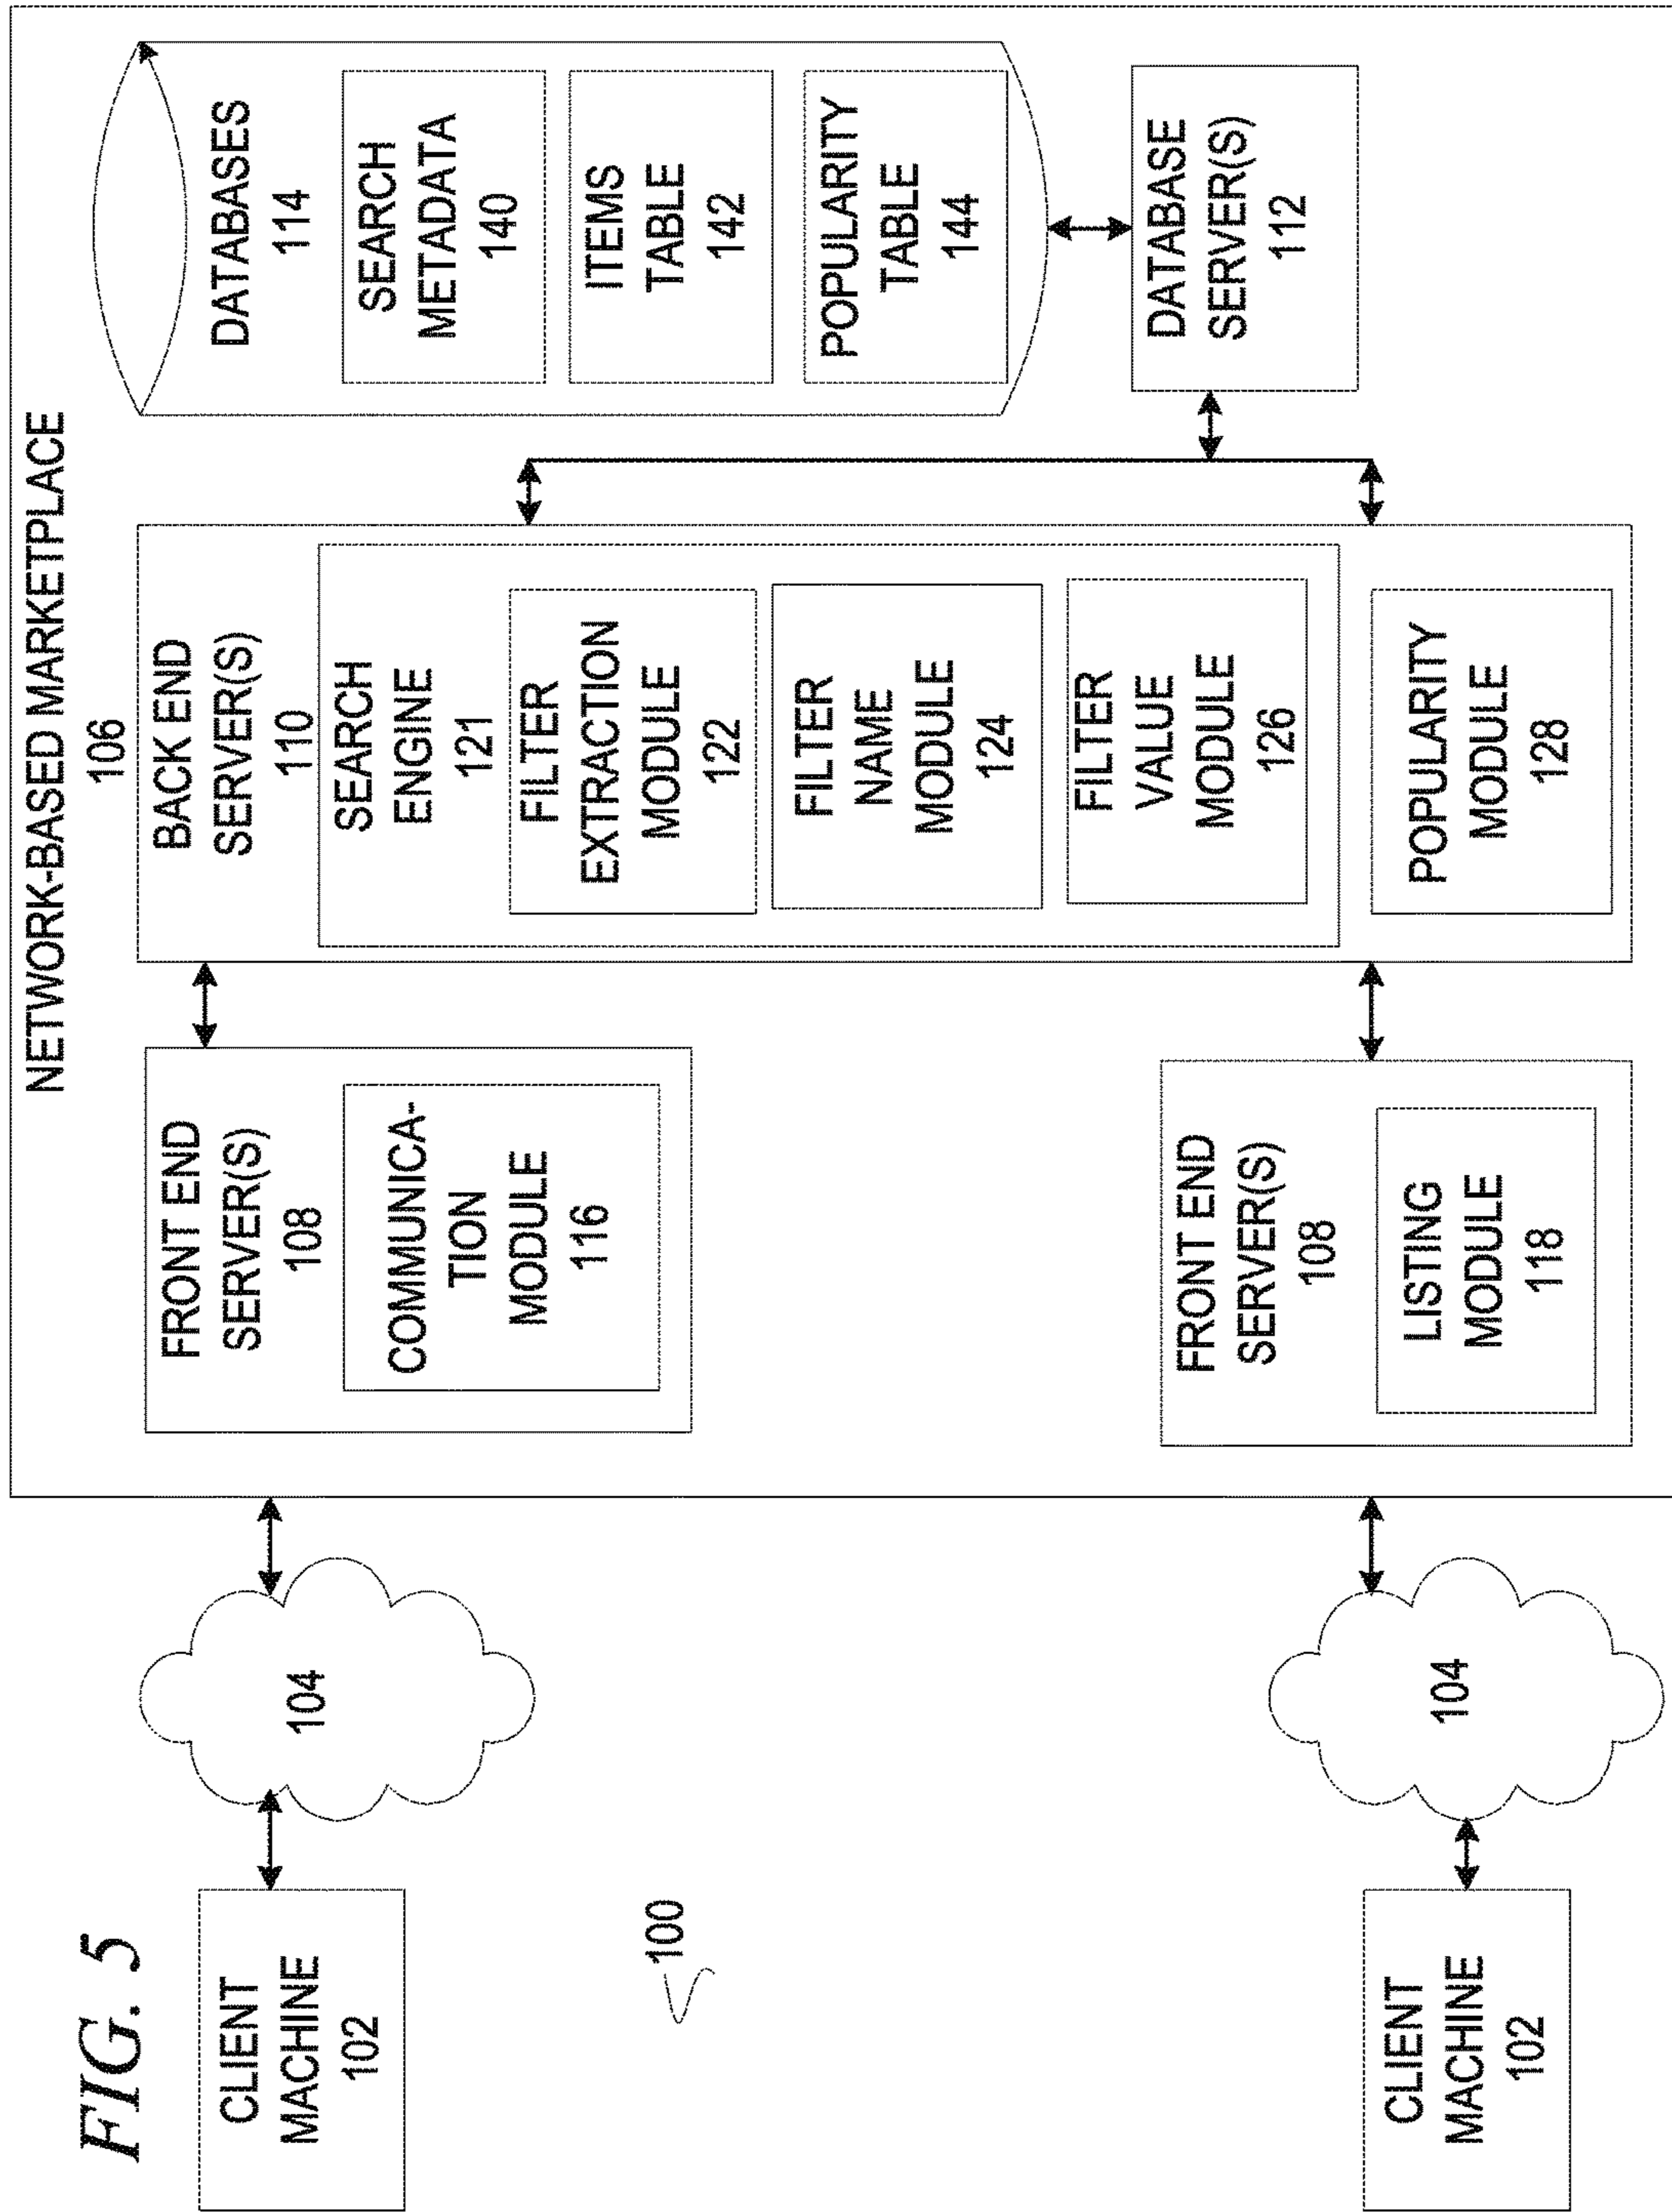 FIG. 5
NETWORK-BASED MARKETPLACE
106
CLIENT
MACHINE
102
104
FRONT END
SERVER(S)
108
COMMUNICA-
TION
MODULE
116
BACK END
SERVER(S)
110
SEARCH
ENGINE
121
FILTER
EXTRACTION
MODULE
122
FILTER
NAME
MODULE
124
FILTER
VALUE
MODULE
126
POPULARITY
MODULE
128
DATABASES
114
SEARCH
METADATA
140
ITEMS
TABLE
142
POPULARITY
TABLE
144
DATABASE
SERVER(S)
112
100
CLIENT
MACHINE
102
104
FRONT END
SERVER(S)
108
LISTING
MODULE
118